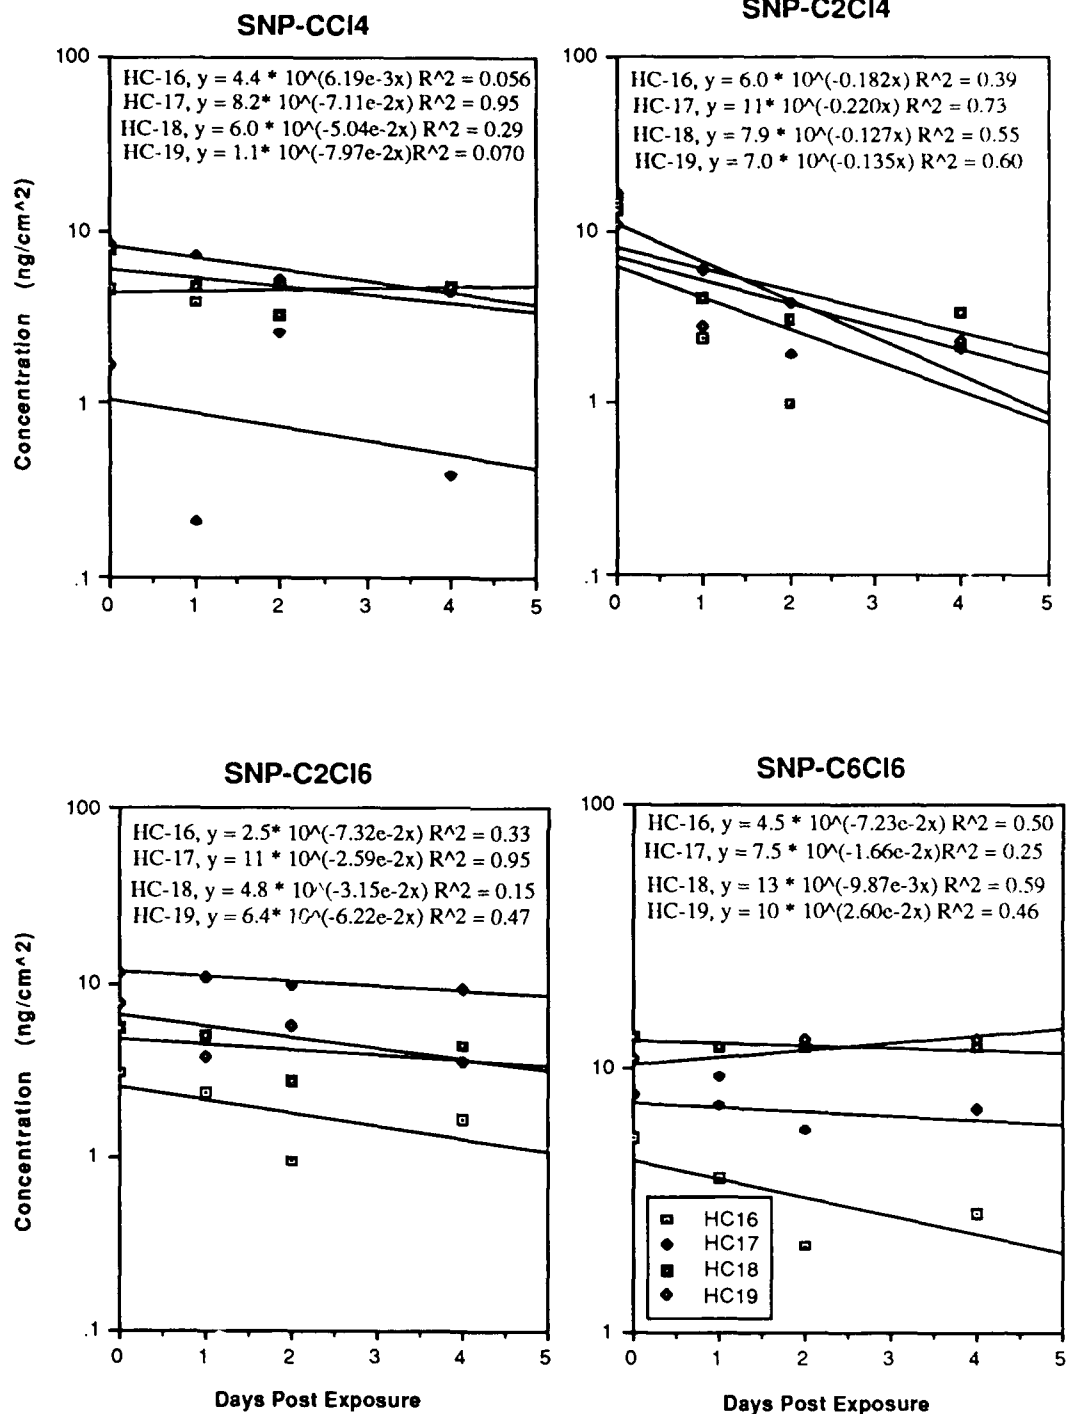 SNP-CCl4
100
HC-16, y = 4.4 * 10^(6.19e-3x) R^2 = 0.056
HC-17, y = 8.2* 10^(-7.11e-2x) R^2 = 0.95
HC-18, y = 6.0 * 10^(-5.04e-2x) R^2 = 0.29
HC-19, y = 1.1* 10^(-7.97e-2x)R^2 = 0.070
10
1
.1
0 1 2 3 4 5
Concentration (ng/cm^2)
SNP-C2Cl4
100
HC-16, y = 6.0 * 10^(-0.182x) R^2 = 0.39
HC-17, y = 11* 10^(-0.220x) R^2 = 0.73
HC-18, y = 7.9 * 10^(-0.127x) R^2 = 0.55
HC-19, y = 7.0 * 10^(-0.135x) R^2 = 0.60
10
1
.1
0 1 2 3 4 5
SNP-C2Cl6
100
HC-16, y = 2.5* 10^(-7.32e-2x) R^2 = 0.33
HC-17, y = 11 * 10^(-2.59e-2x) R^2 = 0.95
HC-18, y = 4.8 * 10^(-3.15e-2x) R^2 = 0.15
HC-19, y = 6.4* 10^(-6.22e-2x) R^2 = 0.47
10
1
.1
0 1 2 3 4 5
Concentration (ng/cm^2)
Days Post Exposure
SNP-C6Cl6
100
HC-16, y = 4.5 * 10^(-7.23e-2x) R^2 = 0.50
HC-17, y = 7.5 * 10^(-1.66e-2x)R^2 = 0.25
HC-18, y = 13 * 10^(-9.87e-3x) R^2 = 0.59
HC-19, y = 10 * 10^(2.60e-2x) R^2 = 0.46
10
1
HC16
HC17
HC18
HC19
0 1 2 3 4 5
Days Post Exposure